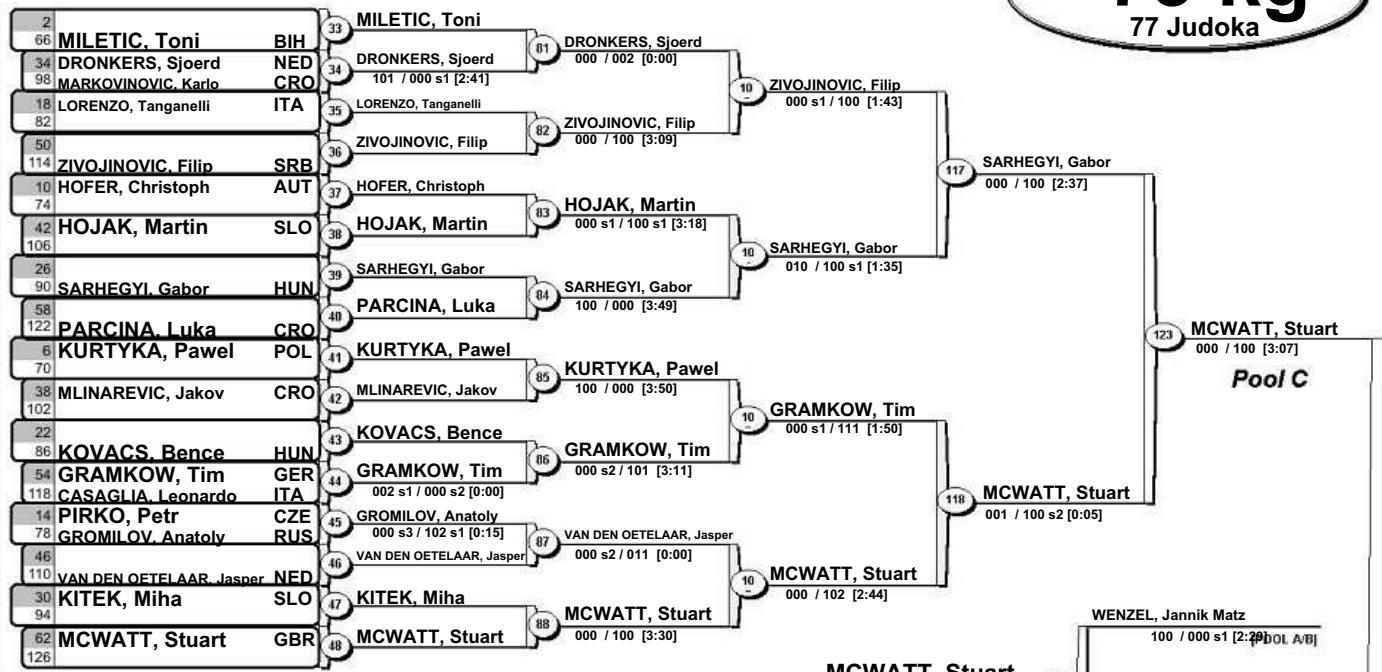 77 Judoka
2
66 MILETIC, Toni BIH
34 DRONKERS, Sjoerd NED
98 MARKOVINOVIC, Karlo CRO
18 LORENZO, Tanganelli ITA
82
50
114 ZIVOJINOVIC, Filip SRB
10 HOFER, Christoph AUT
74
42 HOJAK, Martin SLO
106
26
90 SARHEGYI, Gabor HUN
58
122 PARCINA, Luka CRO
6 KURTYKA, Pawel POL
70
38 MLINAREVIC, Jakov CRO
102
22
86 KOVACS, Bence HUN
54 GRAMKOW, Tim GER
118 CASAGLIA, Leonardo ITA
14 PIRKO, Petr CZE
78 GROMILOV, Anatoly RUS
46
110 VAN DEN OETELAAR, Jasper NED
30 KITEK, Miha SLO
94
62 MCWATT, Stuart GBR
126
33 MILETIC, Toni
34 DRONKERS, Sjoerd
101 / 000 s1 [2:41]
35 LORENZO, Tanganelli
36 ZIVOJINOVIC, Filip
37 HOFER, Christoph
38 HOJAK, Martin
39 SARHEGYI, Gabor
40 PARCINA, Luka
41 KURTYKA, Pawel
42 MLINAREVIC, Jakov
43 KOVACS, Bence
44 GRAMKOW, Tim
002 s1 / 000 s2 [0:00]
45 GROMILOV, Anatoly
000 s3 / 102 s1 [0:15]
46 VAN DEN OETELAAR, Jasper
47 KITEK, Miha
48 MCWATT, Stuart
81 DRONKERS, Sjoerd
000 / 002 [0:00]
82 ZIVOJINOVIC, Filip
000 / 100 [3:09]
83 HOJAK, Martin
000 s1 / 100 s1 [3:18]
84 SARHEGYI, Gabor
100 / 000 [3:49]
85 KURTYKA, Pawel
100 / 000 [3:50]
86 GRAMKOW, Tim
000 s2 / 101 [3:11]
87 VAN DEN OETELAAR, Jasper
000 s2 / 011 [0:00]
88 MCWATT, Stuart
000 / 100 [3:30]
10 ZIVOJINOVIC, Filip
000 s1 / 100 [1:43]
10 SARHEGYI, Gabor
010 / 100 s1 [1:35]
10 GRAMKOW, Tim
000 s1 / 111 [1:50]
10 MCWATT, Stuart
000 / 102 [2:44]
117 SARHEGYI, Gabor
000 / 100 [2:37]
118 MCWATT, Stuart
001 / 100 s2 [0:05]
123 MCWATT, Stuart
000 / 100 [3:07]
Pool C
WENZEL, Jannik Matz
100 / 000 s1 [2:29]
[POOL A/B]
MCWATT, Stuart